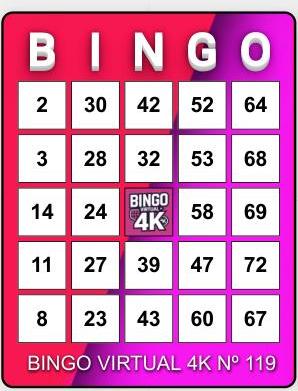 B I N G O
2 30 42 52 64
3 28 32 53 68
14 24 BINGO VIRTUAL 4K 58 69
11 27 39 47 72
8 23 43 60 67
BINGO VIRTUAL 4K Nº 119